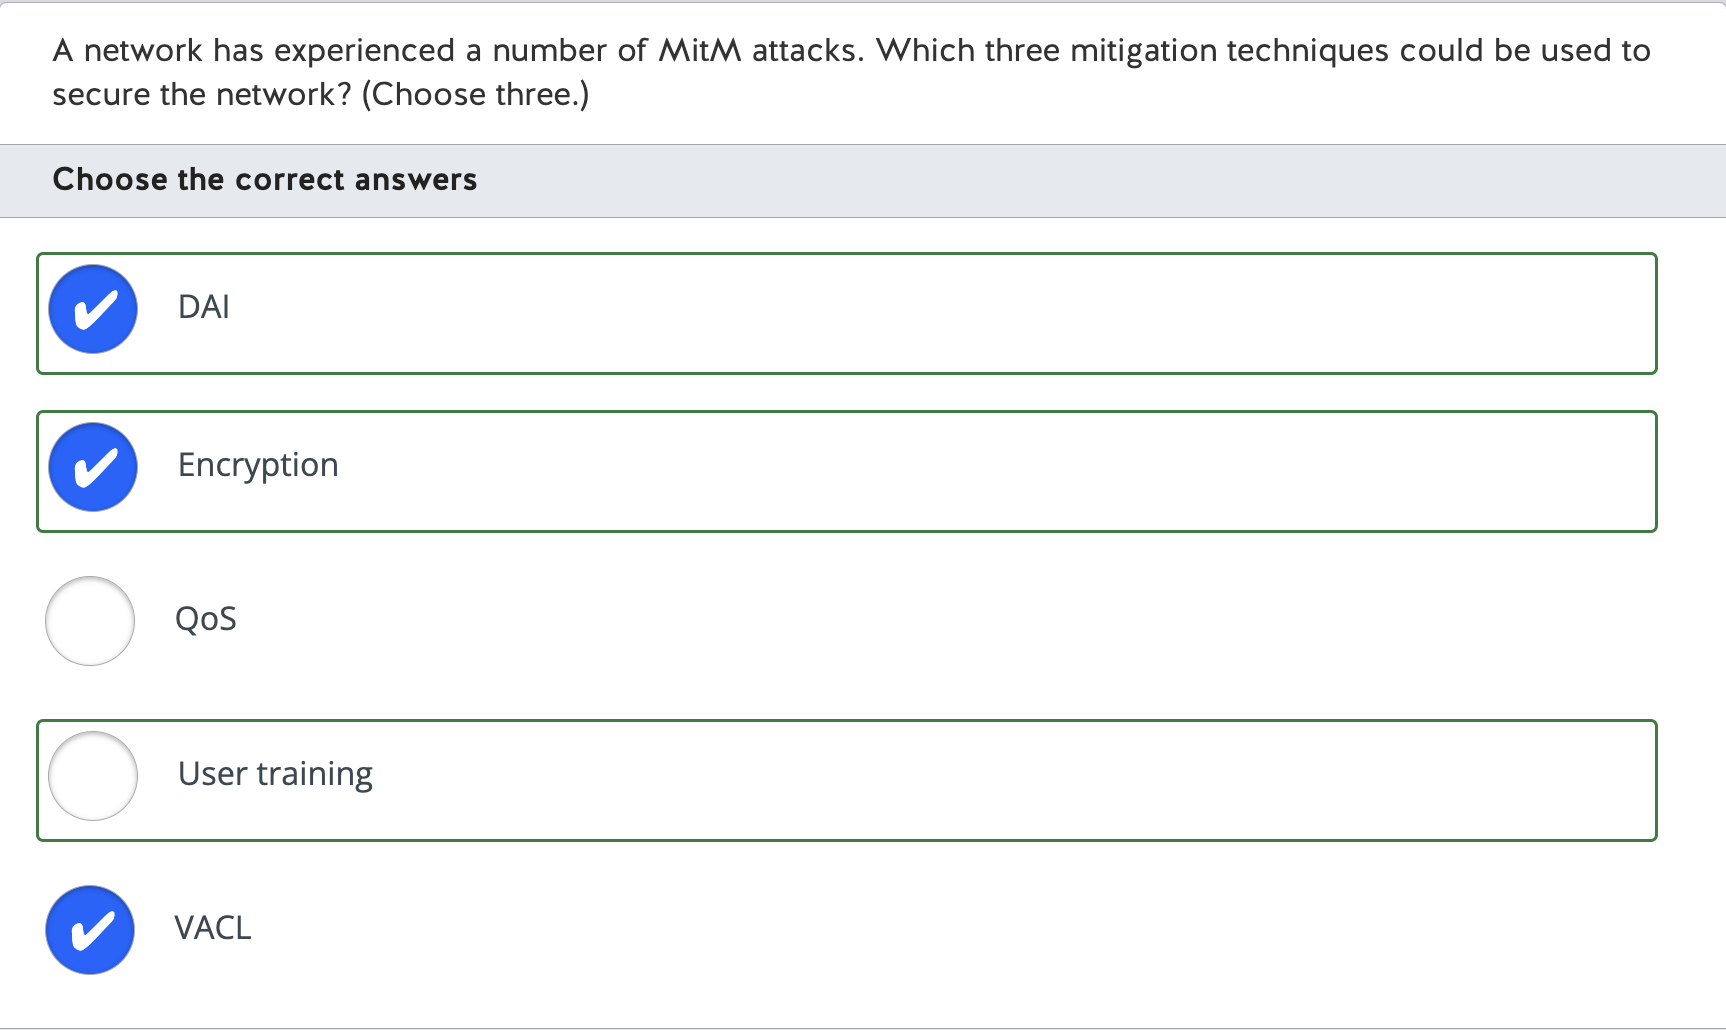 A network has experienced a number of MitM attacks. Which three mitigation techniques could be used to
secure the network? (Choose three.)
Choose the correct answers
DAI
Encryption
QoS
User training
VACL